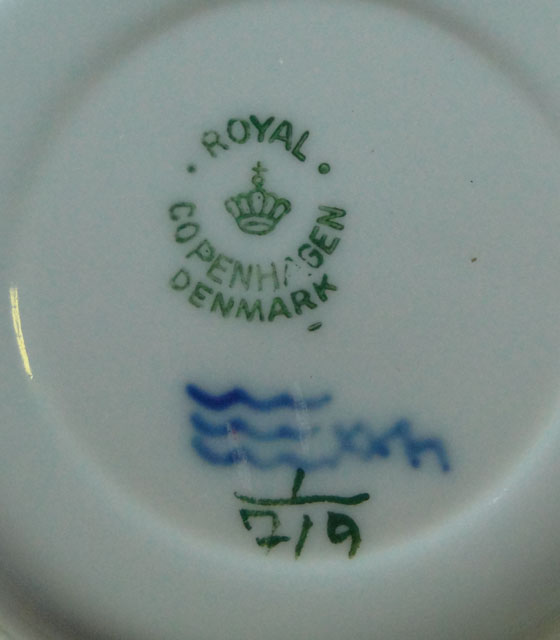 ROYAL
COPENHAGEN
DENMARK
1
719